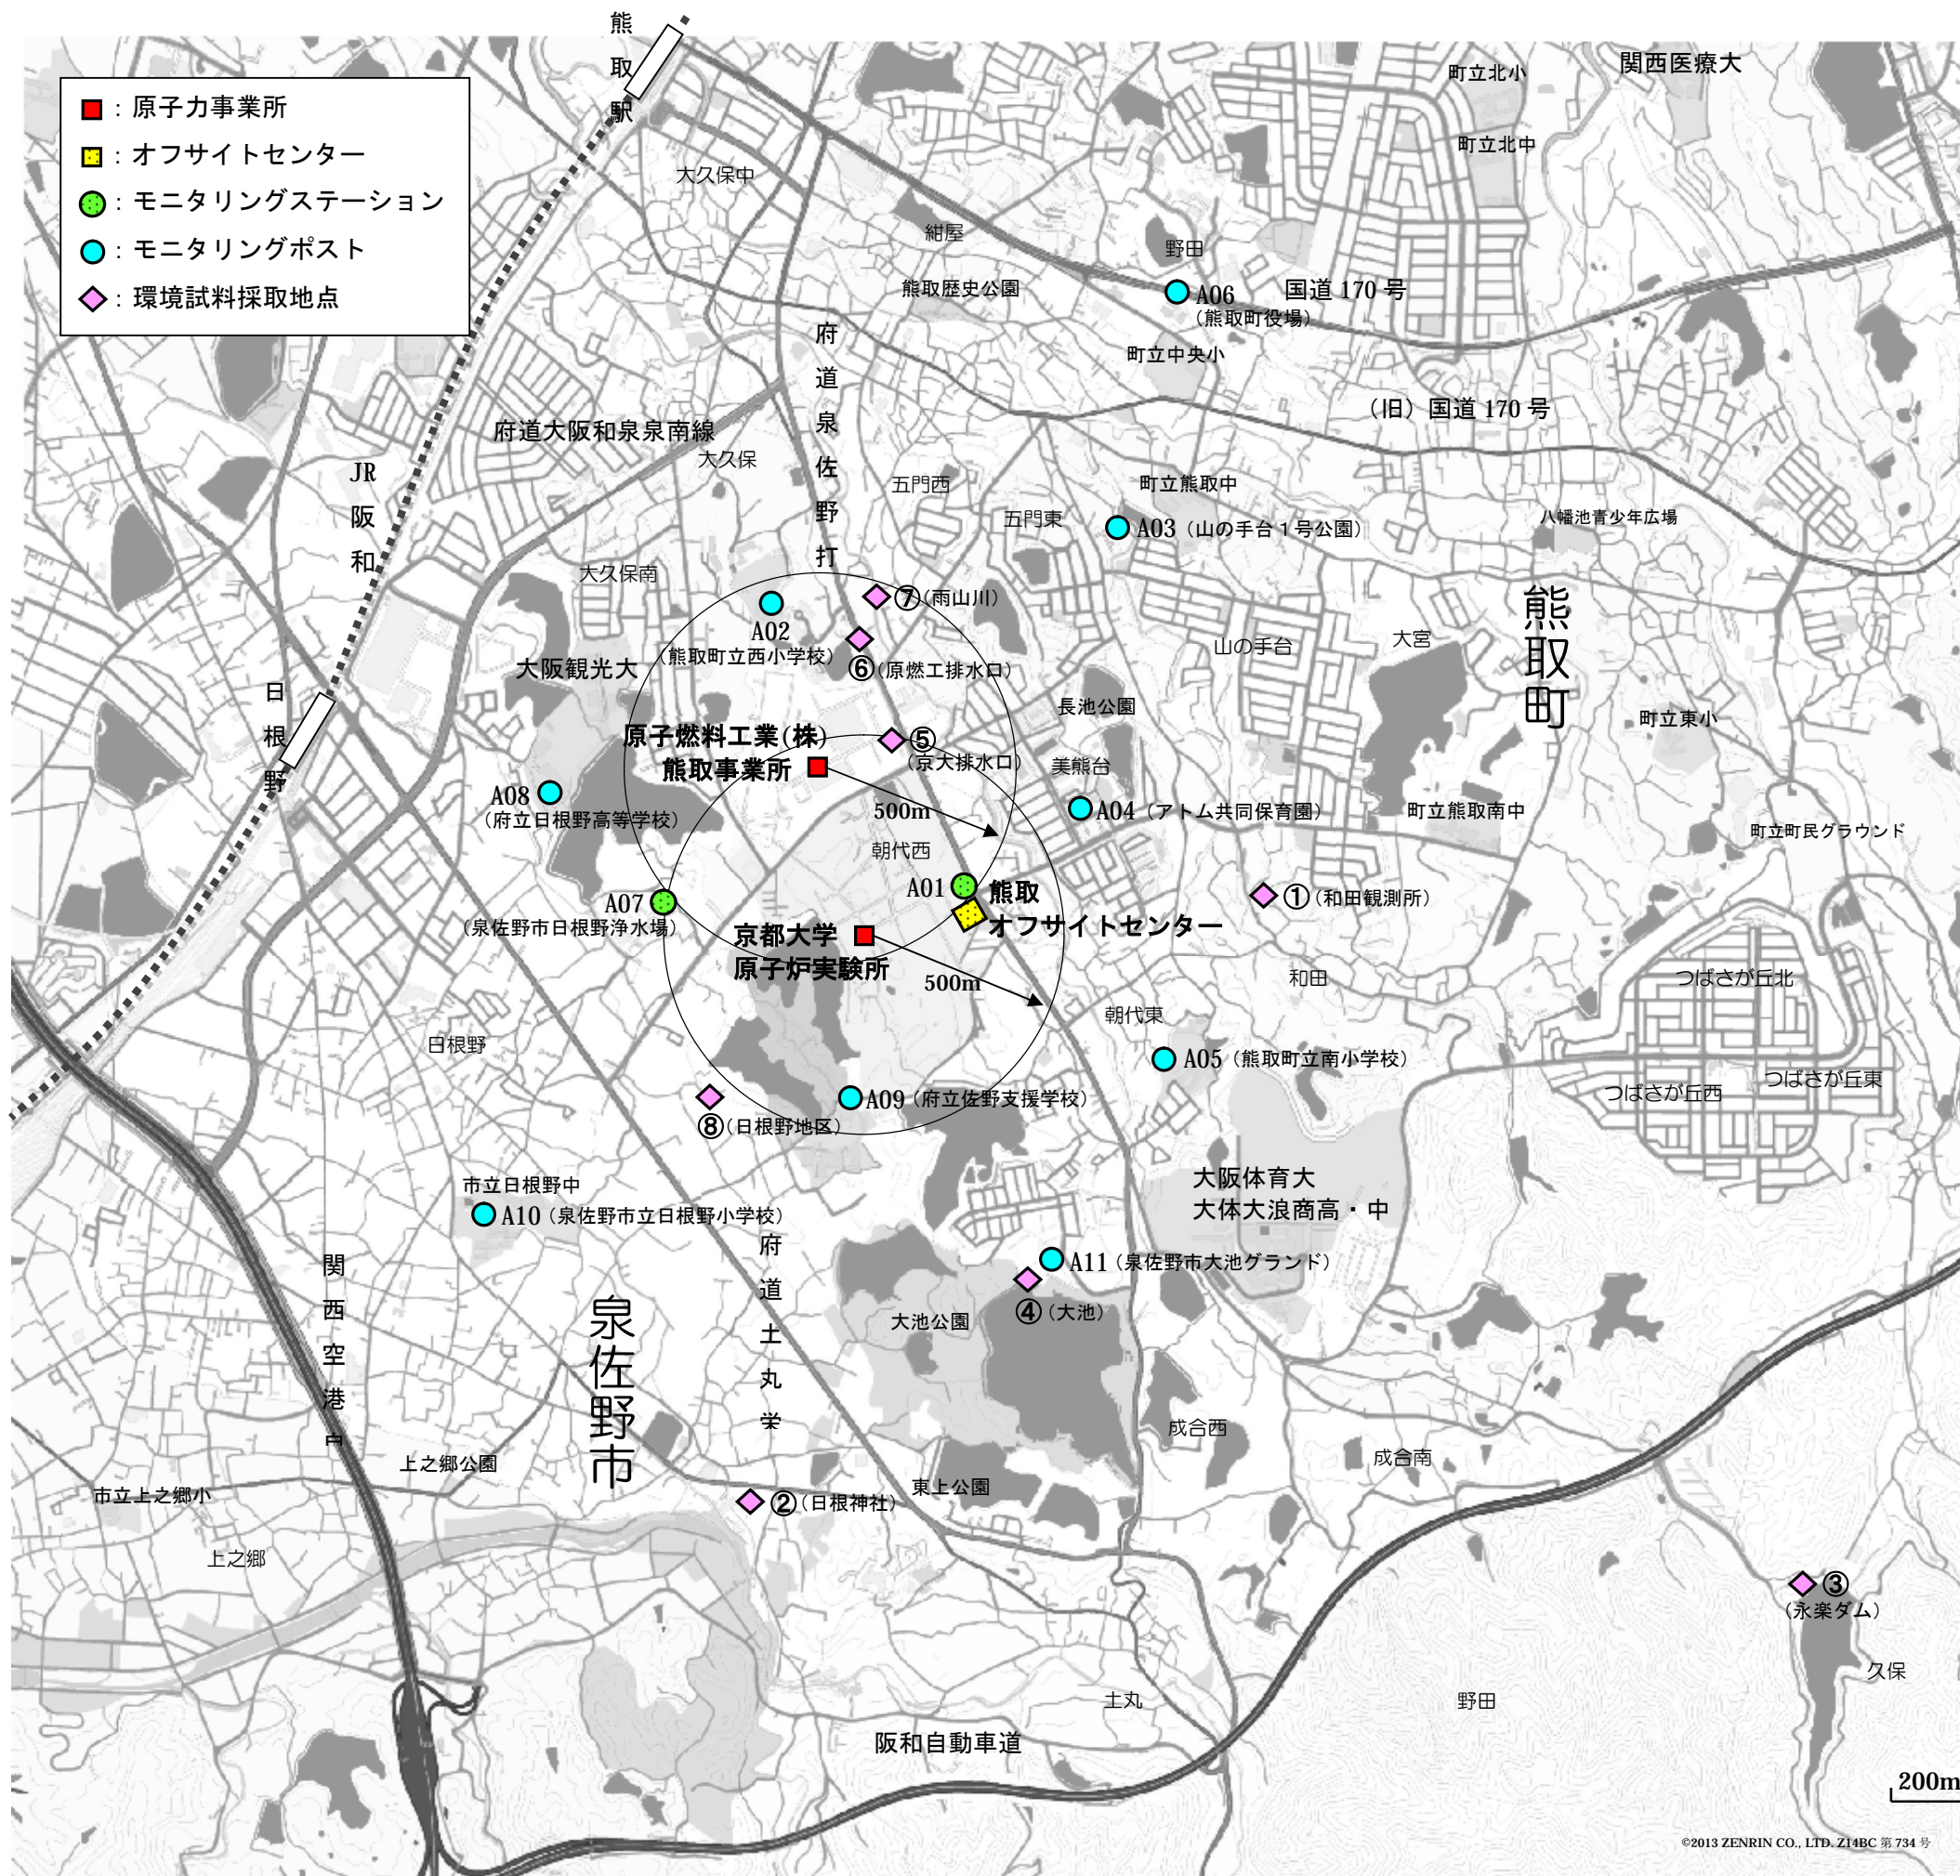 熊取駅
: 原子力事業所
: オフサイトセンター
: モニタリングステーション
: モニタリングポスト
: 環境試料採取地点
町立北小
関西医療大
町立北中
大久保中
紺屋
野田
熊取歴史公園
A06
(熊取町役場)
国道 170 号
府道泉佐野打
町立中央小
(旧) 国道 170 号
府道大阪和泉泉南線
大久保
JR阪和
五門西
町立熊取中
五門東
A03 (山の手台1号公園)
八幡池青少年広場
大久保南
A02
(熊取町立西小学校)
⑦(雨山川)
⑥(原燃工排水口)
大阪観光大
山の手台
大宮
熊取町
日根野
長池公園
町立東小
原子燃料工業(株)
熊取事業所
⑤
(京大排水口)
美熊台
A08
(府立日根野高等学校)
500m
A04 (アトム共同保育園)
町立熊取南中
町立町民グラウンド
朝代西
A01
熊取
オフサイトセンター
①(和田観測所)
A07
(泉佐野市日根野浄水場)
京都大学
原子炉実験所
500m
和田
つばさが丘北
朝代東
日根野
A05 (熊取町立南小学校)
つばさが丘西
つばさが丘東
A09 (府立佐野支援学校)
⑧(日根野地区)
市立日根野中
A10 (泉佐野市立日根野小学校)
大阪体育大
大体大浪商高・中
府道土丸栄
関西空港
A11 (泉佐野市大池グランド)
④(大池)
大池公園
泉佐野市
成合西
成合南
上之郷公園
市立上之郷小
東上公園
②(日根神社)
上之郷
③
(永楽ダム)
久保
土丸
野田
阪和自動車道
200m
©2013 ZENRIN CO., LTD. Z14BC 第 734 号